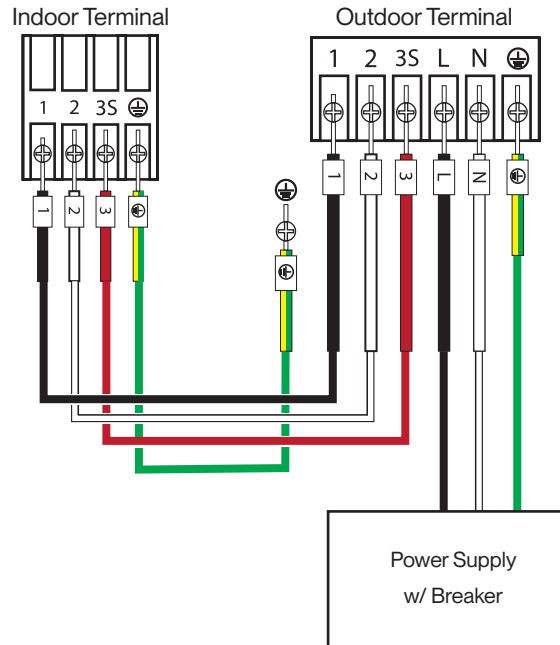 Indoor Terminal
1 2 3S ⏚
1 2 3 ⏚
Outdoor Terminal
1 2 3S L N ⏚
1 2 3 L N ⏚
⏚
⏚
Power Supply
w/ Breaker